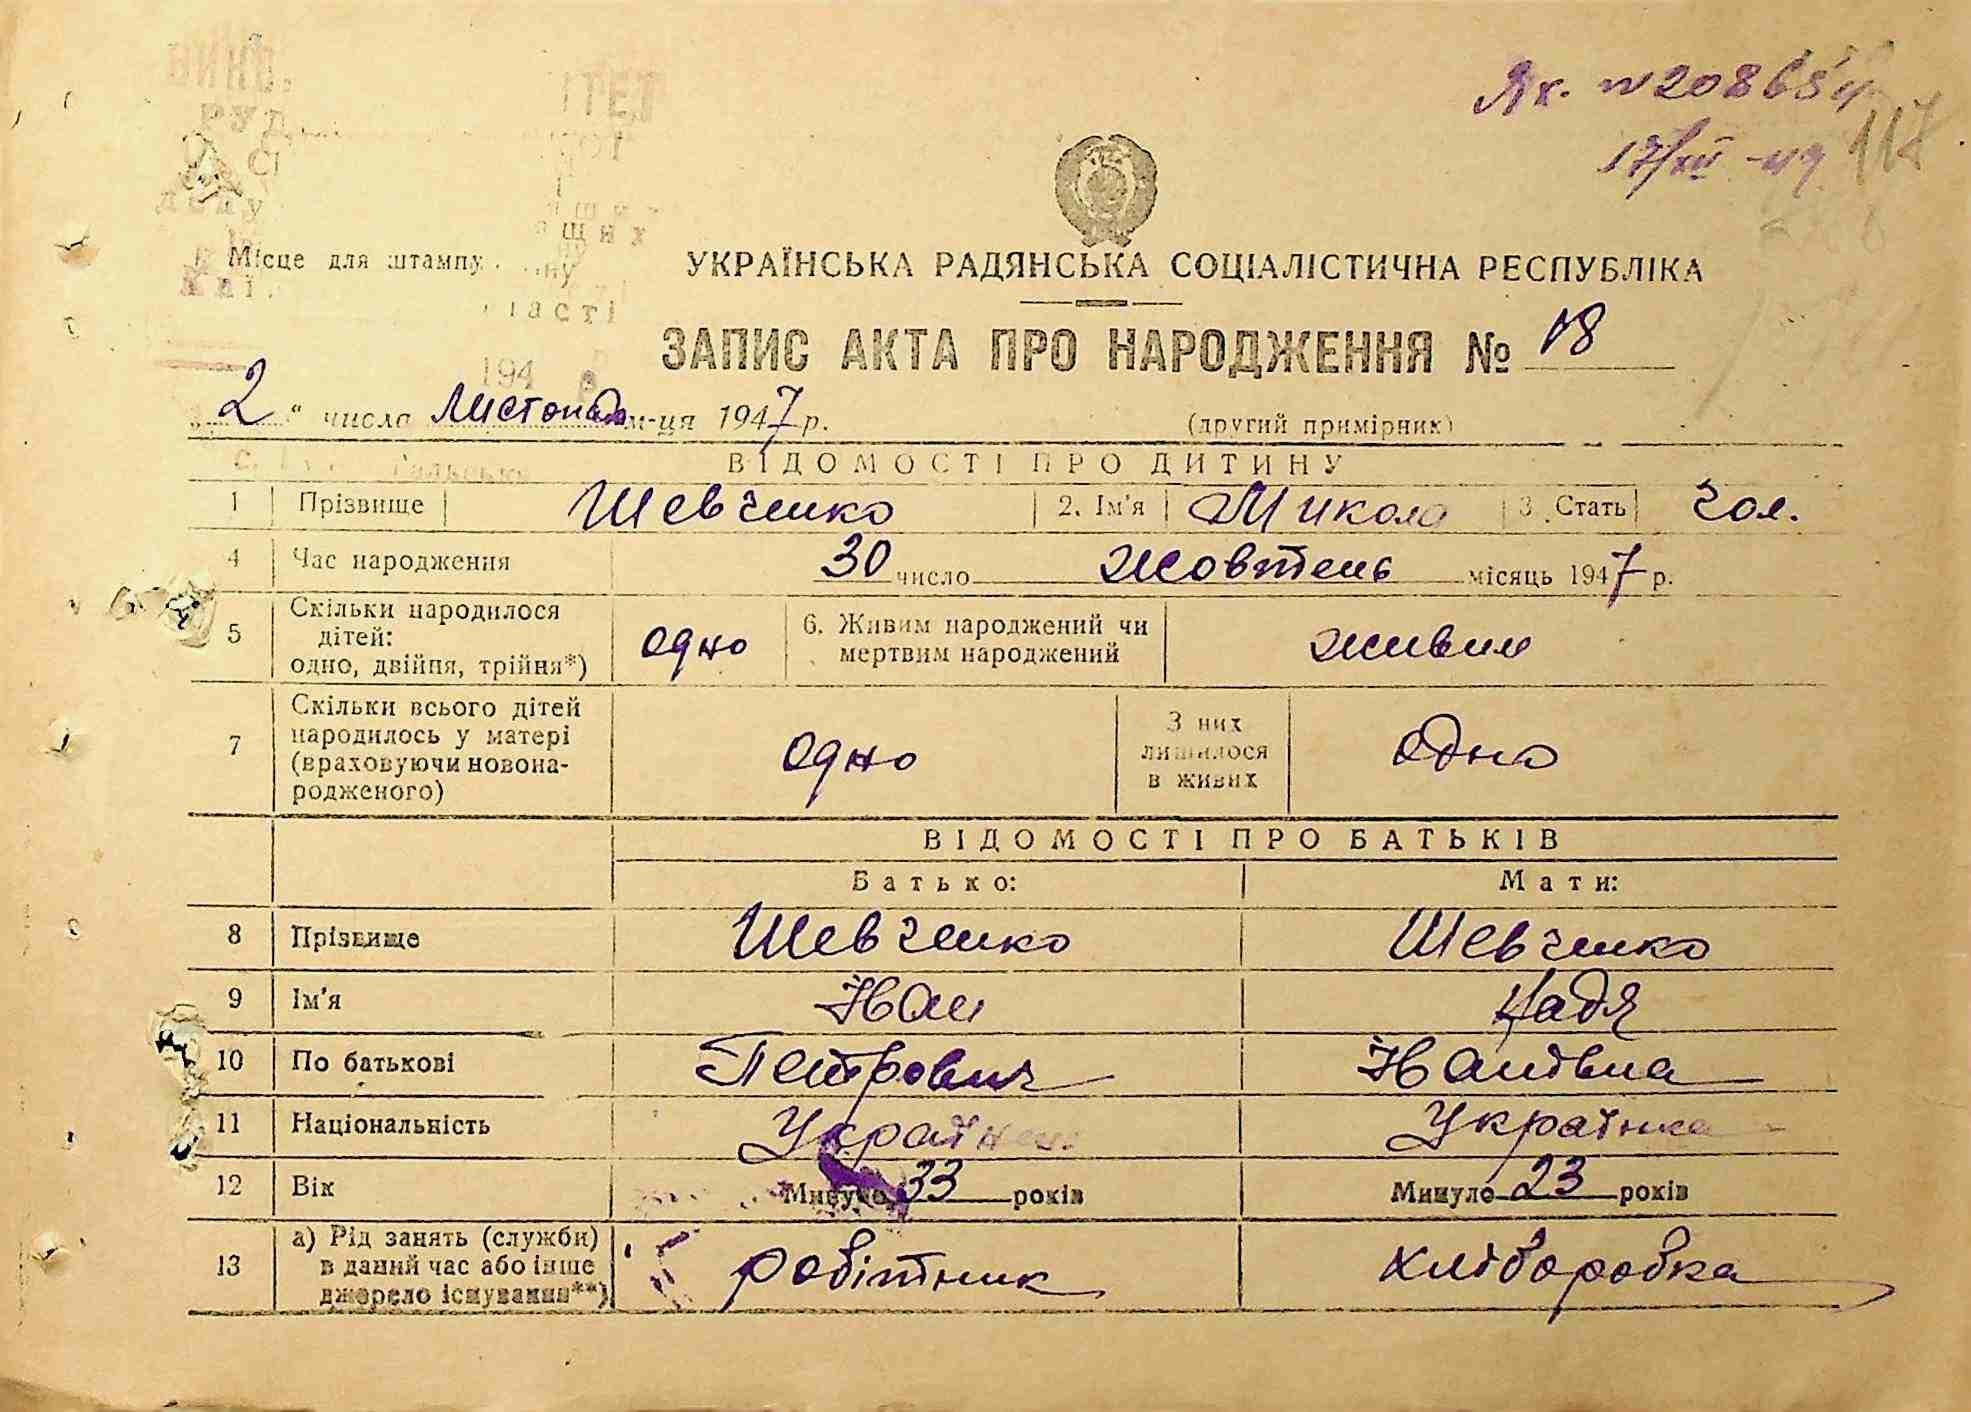 Як. №
117
Місце для штампу
УКРАЇНСЬКА РАДЯНСЬКА СОЦІАЛІСТИЧНА РЕСПУБЛІКА
ЗАПИС АКТА ПРО НАРОДЖЕННЯ № 18
194
„ 2 “ числа Листопада м-ця 1947 р.
(другий примірник)
ВІДОМОСТІ ПРО ДИТИНУ
1 Прізвище Шевченко 2. Ім'я Микола 3. Стать чол.
4 Час народження 30 число жовтень місяць 1947 р.
5 Скільки народилося дітей: одно, двійня, трійня*) одно 6. Живим народжений чи мертвим народжений живим
7 Скільки всього дітей народилось у матері (враховуючи новонародженого) одно З них лишилося в живих одно
ВІДОМОСТІ ПРО БАТЬКІВ
Батько: Мати:
8 Прізвище Шевченко Шевченко
9 Ім'я Іван Надя
10 По батькові Петрович Іванівна
11 Національність Українець Українка
12 Вік Минуло 33 років Минуло 23 років
13 а) Рід занять (служби) в даний час або інше джерело існування**) робітник хліборобка